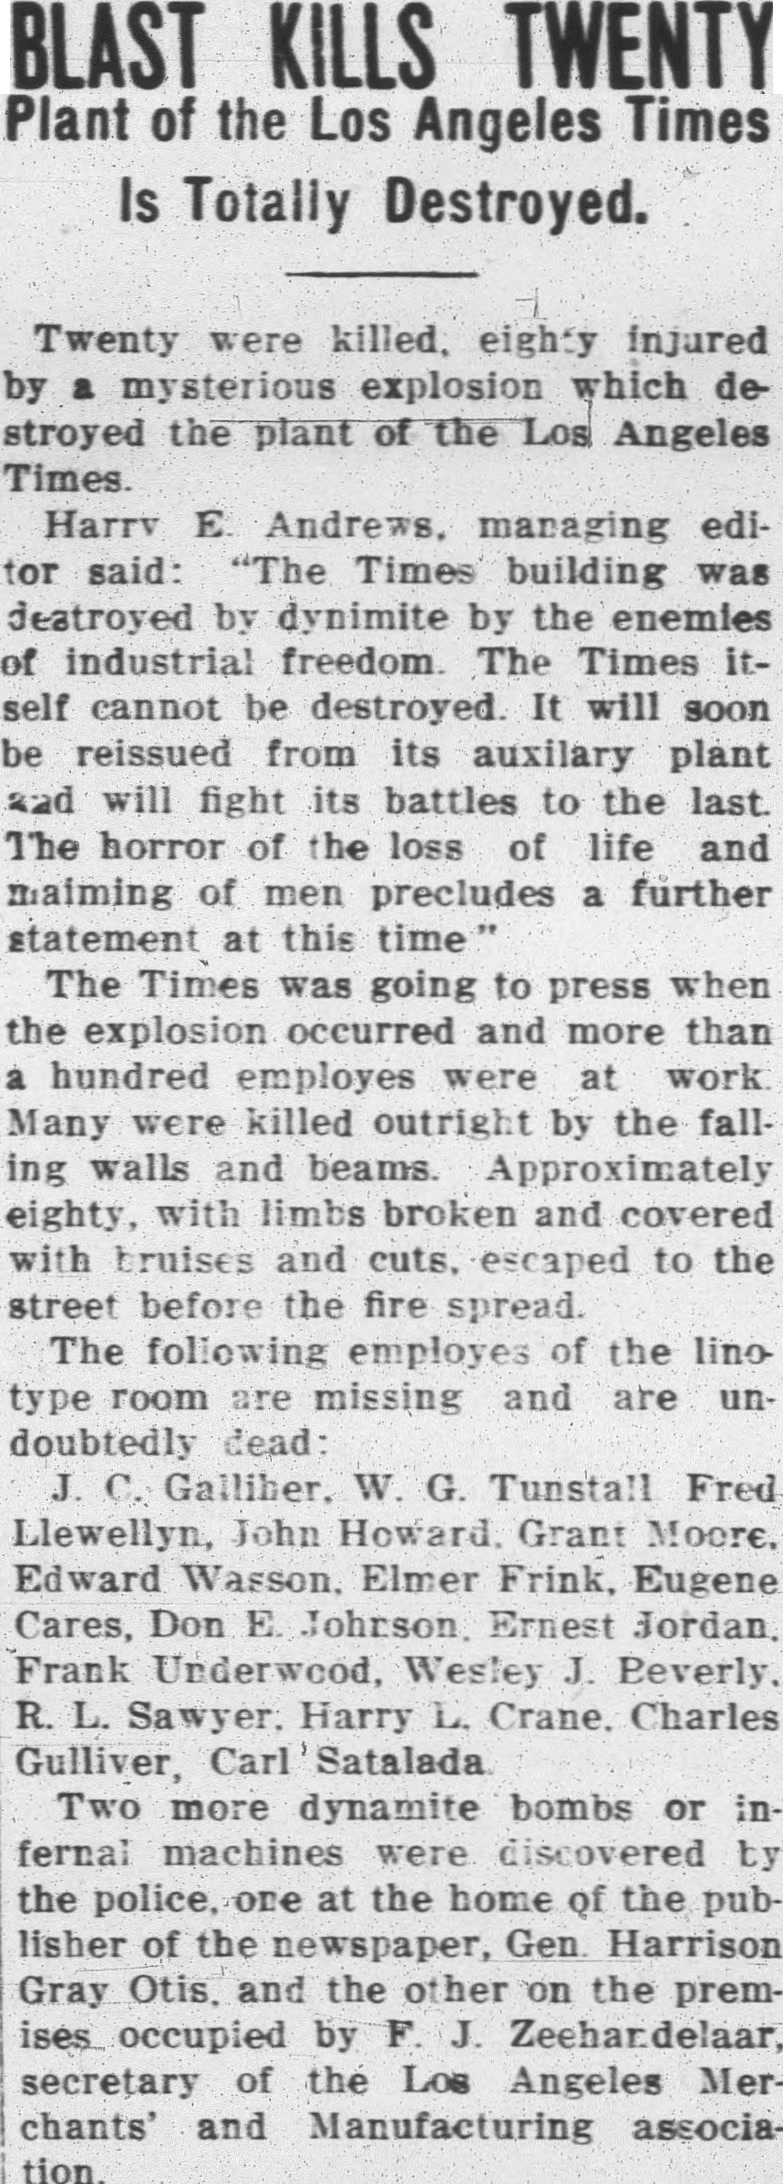 BLAST KILLS TWENTY
Plant of the Los Angeles Times
Is Totally Destroyed.
Twenty were killed, eighty injured
by a mysterious explosion which de-
stroyed the plant of the Los Angeles
Times.
Harry E. Andrews, managing edi-
tor said: "The Times building was
destroyed by dynimite by the enemies
of industrial freedom. The Times it-
self cannot be destroyed. It will soon
be reissued from its auxilary plant
and will fight its battles to the last.
The horror of the loss of life and
maiming of men precludes a further
statement at this time"
The Times was going to press when
the explosion occurred and more than
a hundred employes were at work.
Many were killed outright by the fall-
ing walls and beams. Approximately
eighty, with limbs broken and covered
with bruises and cuts, escaped to the
street before the fire spread.
The following employes of the lino-
type room are missing and are un-
doubtedly dead:
J. C. Galliher, W. G. Tunstall Fred
Llewellyn, John Howard, Grant Moore,
Edward Wasson, Elmer Frink, Eugene
Cares, Don E. Johnson, Ernest Jordan,
Frank Underwood, Wesley J. Beverly,
R. L. Sawyer, Harry L. Crane, Charles
Gulliver, Carl Satalada.
Two more dynamite bombs or in-
fernal machines were discovered by
the police, one at the home of the pub-
lisher of the newspaper, Gen. Harrison
Gray Otis, and the other on the prem-
ises occupied by F. J. Zeehandelaar,
secretary of the Los Angeles Mer-
chants' and Manufacturing associa-
tion.